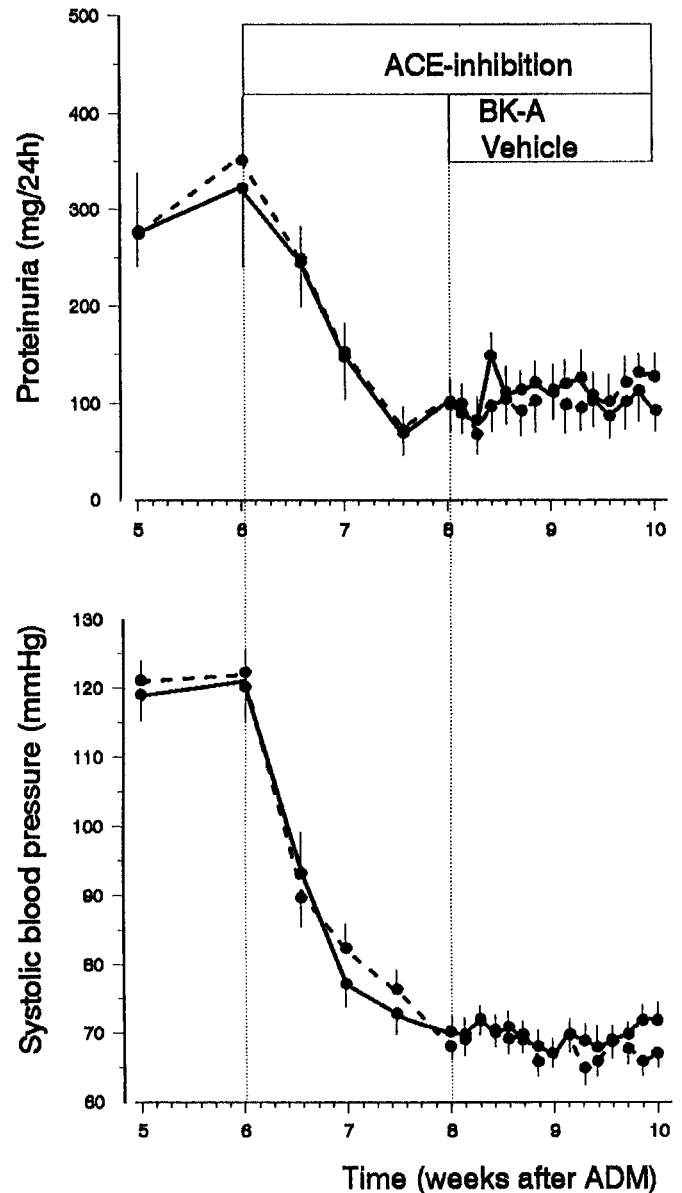 500
400
300
200
100
0
Proteinuria (mg/24h)
ACE-inhibition
BK-A
Vehicle
5 6 7 8 9 10
130
120
110
100
90
80
70
60
Systolic blood pressure (mmHg)
5 6 7 8 9 10
Time (weeks after ADM)